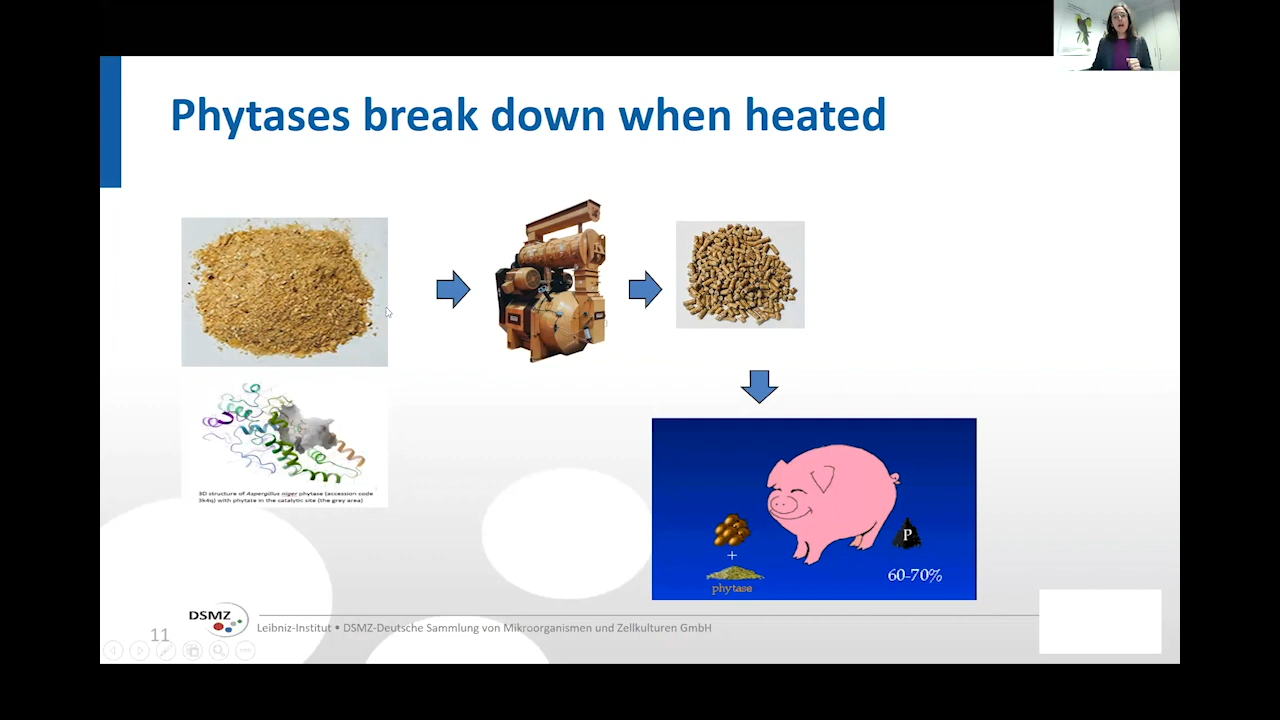 Phytases break down when heated
3D structure of Aspergillus niger phytase (accession code
3k4q) with phytate in the catalytic site (the grey area)
+
phytase
P
60-70%
DSMZ
11
Leibniz-Institut • DSMZ-Deutsche Sammlung von Mikroorganismen und Zellkulturen GmbH